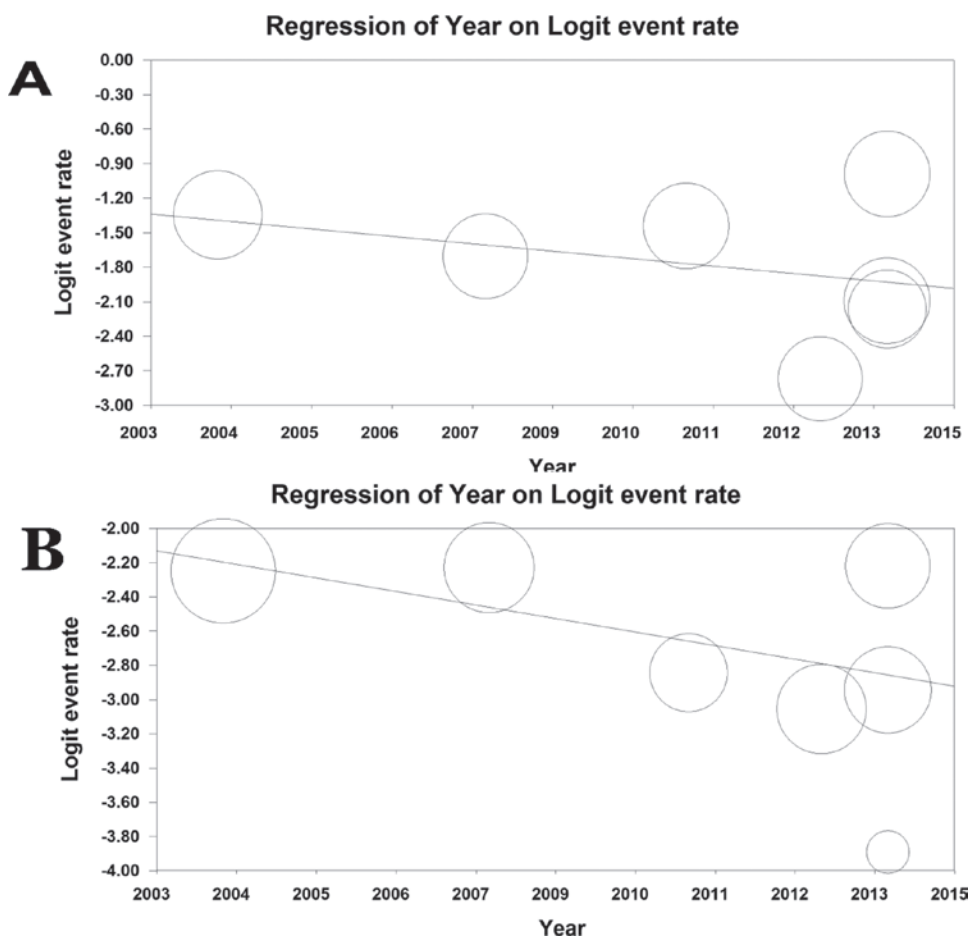 Regression of Year on Logit event rate
A
0.00
-0.30
-0.60
-0.90
-1.20
-1.50
-1.80
-2.10
-2.40
-2.70
-3.00
Logit event rate
2003 2004 2005 2006 2007 2009 2010 2011 2012 2013 2015
Year
Regression of Year on Logit event rate
B
-2.00
-2.20
-2.40
-2.60
-2.80
-3.00
-3.20
-3.40
-3.60
-3.80
-4.00
Logit event rate
2003 2004 2005 2006 2007 2009 2010 2011 2012 2013 2015
Year